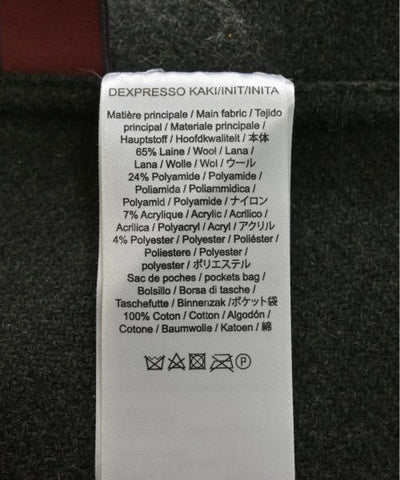 DEXPRESSO KAKI/INIT/INITA
Matière principale / Main fabric / Tejido
principal / Materiale principale /
Hauptstoff / Hoofdkwaliteit / 本体
65% Laine / Wool / Lana /
Lana / Wolle / Wol / ウール
24% Polyamide / Polyamide /
Poliamida / Poliammidica /
Polyamid / Polyamide / ナイロン
7% Acrylique / Acrylic / Acrilico /
Acrilica / Polyacryl / Acryl / アクリル
4% Polyester / Polyester / Poliéster /
Poliestere / Polyester /
polyester / ポリエステル
Sac de poches / pockets bag /
Bolsillo / Borsa di tasche /
Taschefutte / Binnenzak /ポケット袋
100% Coton / Cotton / Algodón /
Cotone / Baumwolle / Katoen / 綿
P